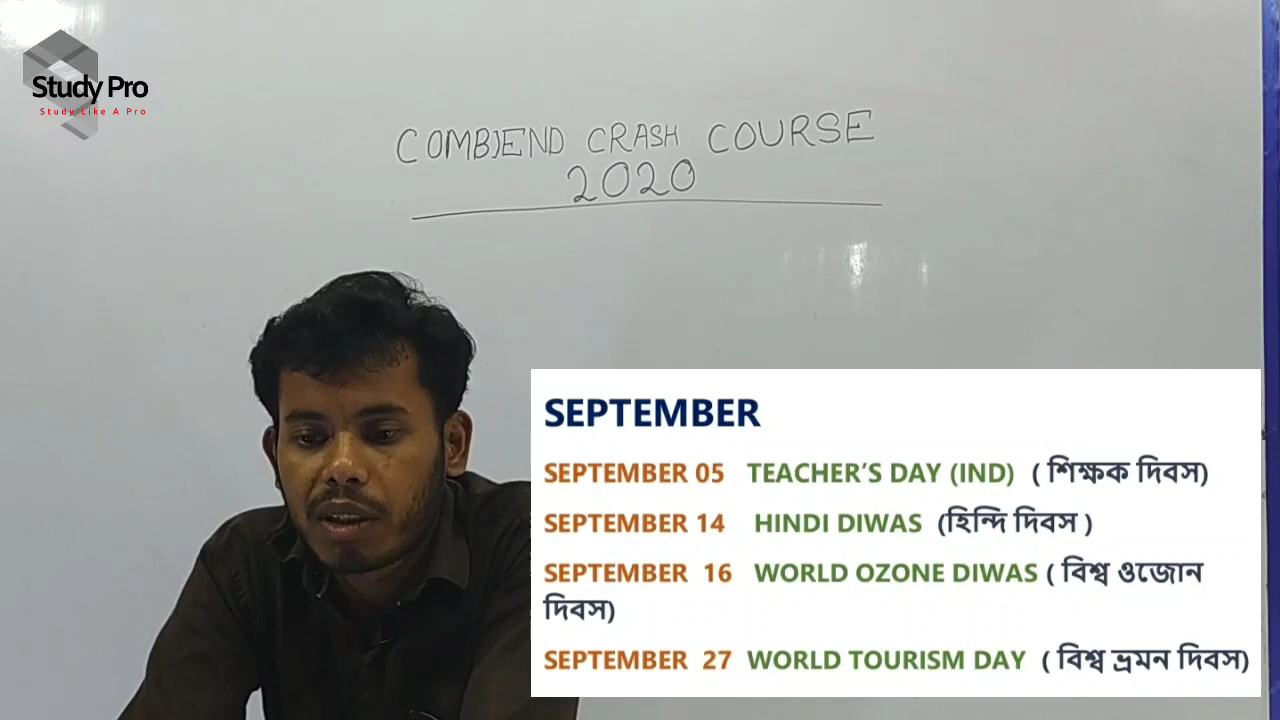 Study Pro
Study Like A Pro
COMBIEND CRASH COURSE
2020
SEPTEMBER
SEPTEMBER 05 TEACHER’S DAY (IND) ( শিক্ষক দিবস)
SEPTEMBER 14 HINDI DIWAS (হিন্দি দিবস )
SEPTEMBER 16 WORLD OZONE DIWAS ( বিশ্ব ওজোন
দিবস)
SEPTEMBER 27 WORLD TOURISM DAY ( বিশ্ব ভ্রমন দিবস)